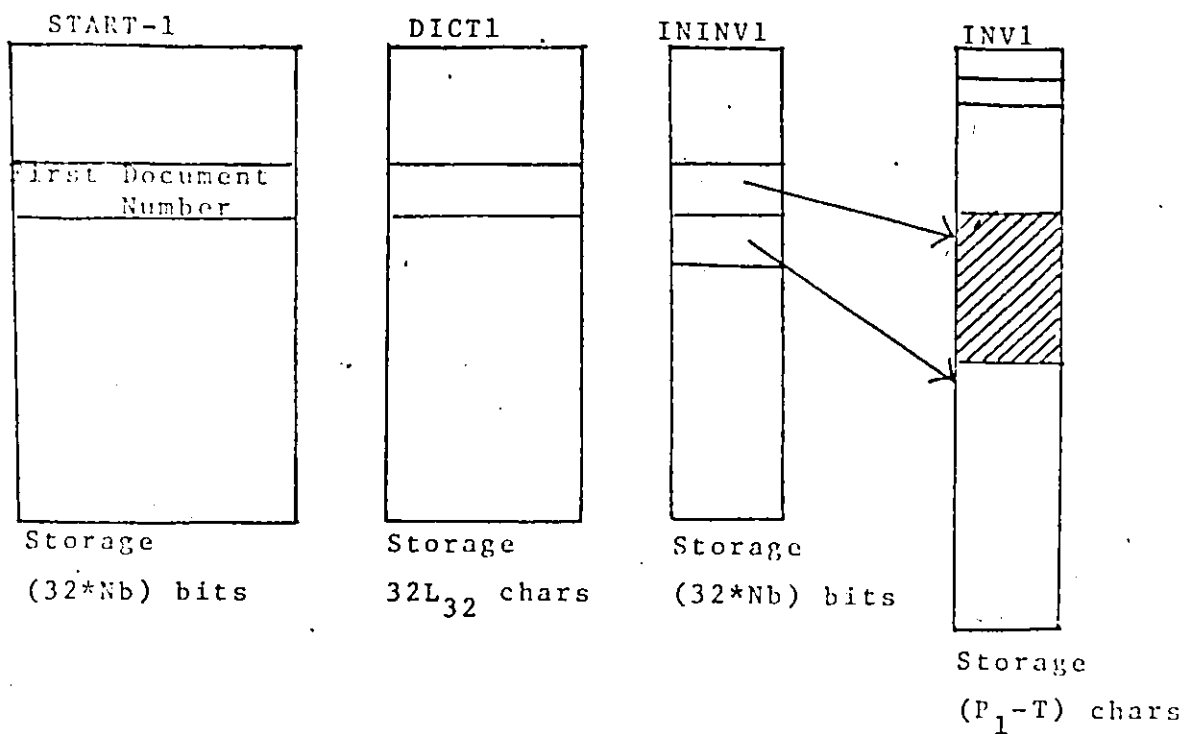 START-1
DICT1
ININV1
INV1
First Document
Number
Storage
(32*Nb) bits
Storage
32L32 chars
Storage
(32*Nb) bits
Storage
(P1-T) chars